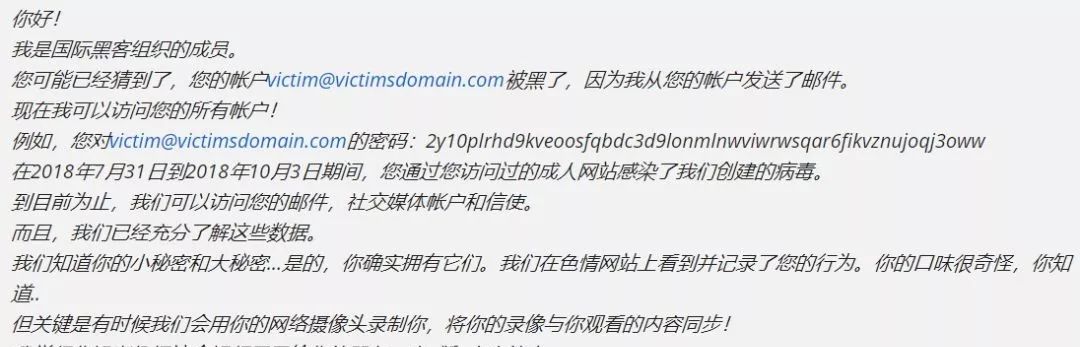 你好！
我是国际黑客组织的成员。
您可能已经猜到了，您的帐户victim@victimsdomain.com被黑了，因为我从您的帐户发送了邮件。
现在我可以访问您的所有帐户！
例如，您对victim@victimsdomain.com的密码：2y10plrhd9kveoosfqbdc3d9lonmlnwviwrwsqar6fikvznujoqj3oww
在2018年7月31日到2018年10月3日期间，您通过您访问过的成人网站感染了我们创建的病毒。
到目前为止，我们可以访问您的邮件，社交媒体帐户和信使。
而且，我们已经充分了解这些数据。
我们知道你的小秘密和大秘密...是的，你确实拥有它们。我们在色情网站上看到并记录了您的行为。你的口味很奇怪，你知
道..
但关键是有时候我们会用你的网络摄像头录制你，将你的录像与你观看的内容同步！